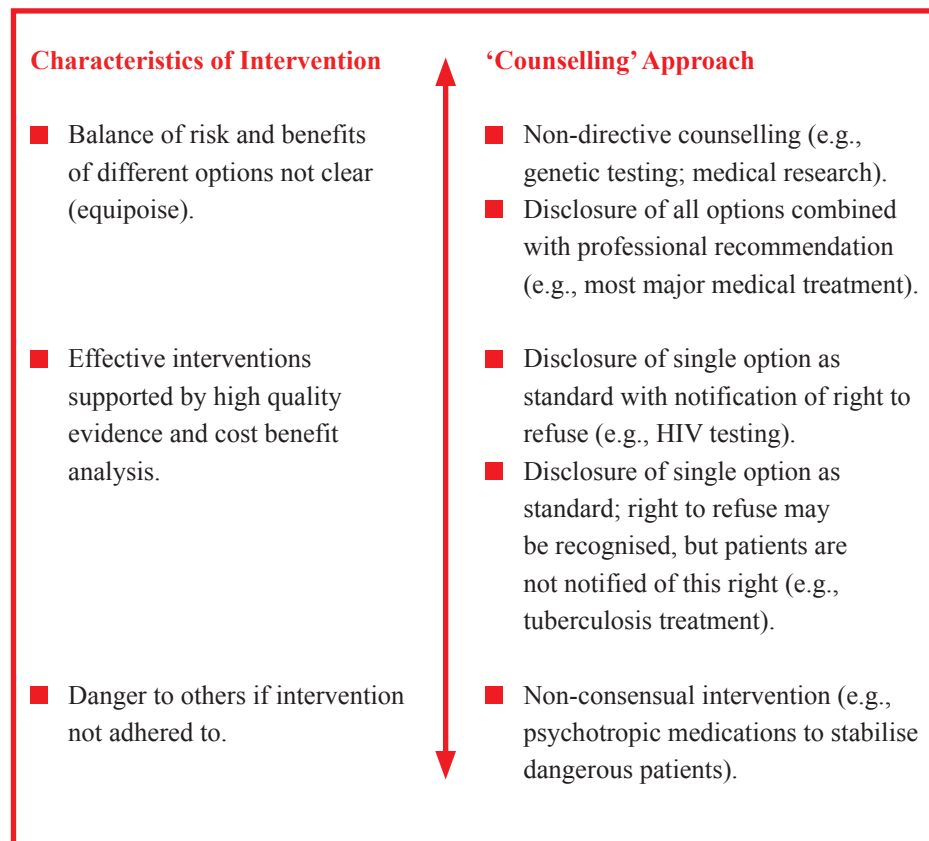 Characteristics of Intervention
Balance of risk and benefits
of different options not clear
(equipoise).
Effective interventions
supported by high quality
evidence and cost benefit
analysis.
Danger to others if intervention
not adhered to.
‘Counselling’ Approach
Non-directive counselling (e.g.,
genetic testing; medical research).
Disclosure of all options combined
with professional recommendation
(e.g., most major medical treatment).
Disclosure of single option as
standard with notification of right to
refuse (e.g., HIV testing).
Disclosure of single option as
standard; right to refuse may
be recognised, but patients are
not notified of this right (e.g.,
tuberculosis treatment).
Non-consensual intervention (e.g.,
psychotropic medications to stabilise
dangerous patients).